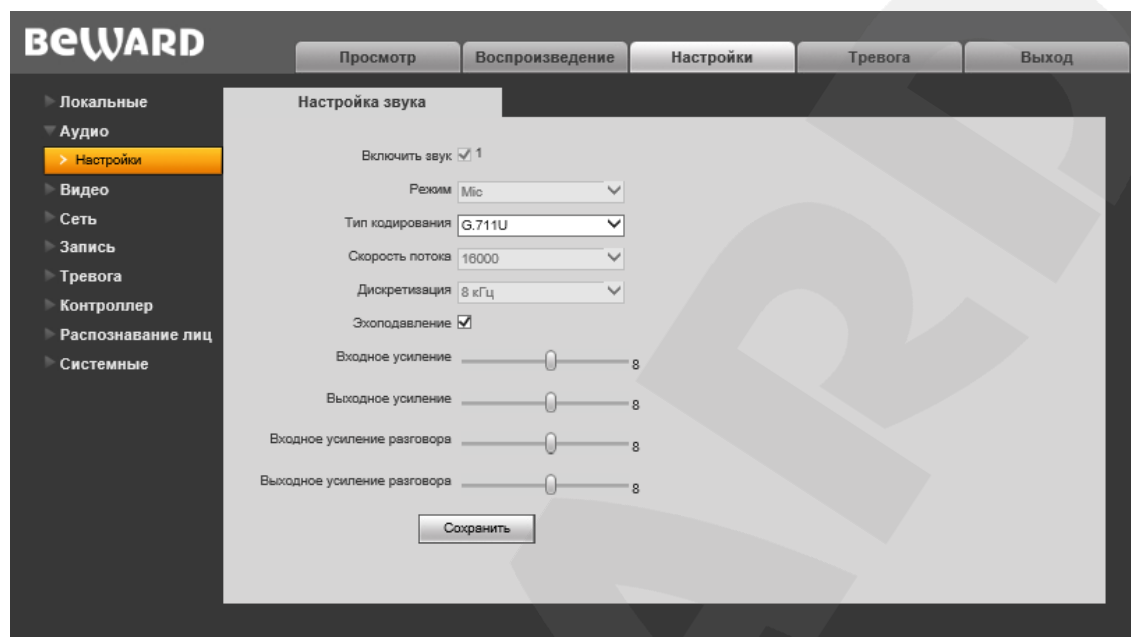 BEWARD
Просмотр Воспроизведение Настройки Тревога Выход
Локальные
Аудио
Настройки
Видео
Сеть
Запись
Тревога
Контроллер
Распознавание лиц
Системные
Настройка звука
Включить звук 1
Режим Mic
Тип кодирования G.711U
Скорость потока 16000
Дискретизация 8 кГц
Эхоподавление
Входное усиление 8
Выходное усиление 8
Входное усиление разговора 8
Выходное усиление разговора 8
Сохранить